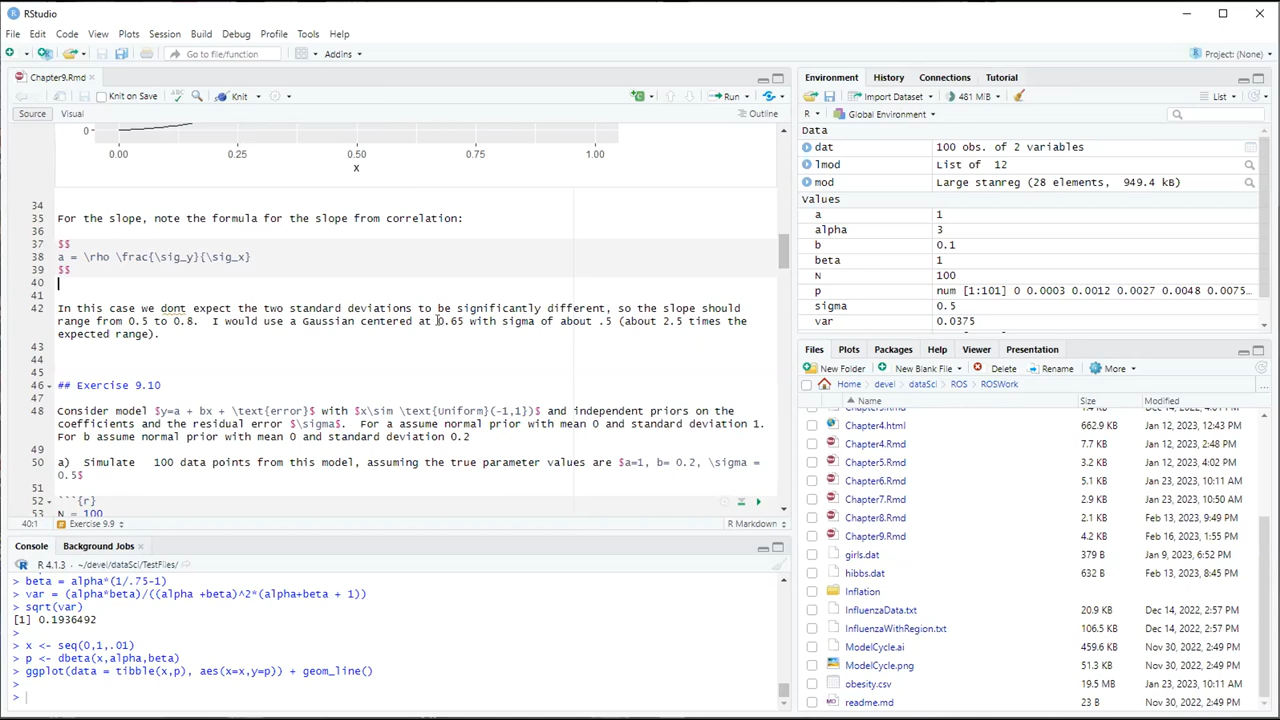 RStudio
File Edit Code View Plots Session Build Debug Profile Tools Help
Go to file/function Addins Project: (None)
Chapter9.Rmd
Knit on Save ABC Knit Run
Source Visual Outline
0
0.00 0.25 0.50 0.75 1.00
x
34
35 For the slope, note the formula for the slope from correlation:
36
37 $$
38 a = \rho \frac{\sig_y}{\sig_x}
39 $$
40
41
42 In this case we dont expect the two standard deviations to be significantly different, so the slope should
range from 0.5 to 0.8. I would use a Gaussian centered at 0.65 with sigma of about .5 (about 2.5 times the
expected range).
43
44
45
46 ## Exercise 9.10
47
48 Consider model $y=a + bx + \text{error}$ with $x\sim \text{Uniform}(-1,1})$ and independent priors on the
coefficients and the residual error $\sigma$. For a assume normal prior with mean 0 and standard deviation 1.
For b assume normal prior with mean 0 and standard deviation 0.2
49
50 a) Simulate 100 data points from this model, assuming the true parameter values are $a=1, b= 0.2, \sigma =
0.5$
51
52 ```{r}
53 N = 100
40:1 Exercise 9.9 R Markdown
Console Background Jobs
R 4.1.3 · ~/devel/dataSci/TestFiles/
> beta = alpha*(1/.75-1)
> var = (alpha*beta)/((alpha +beta)^2*(alpha+beta + 1))
> sqrt(var)
[1] 0.1936492
>
> x <- seq(0,1,.01)
> p <- dbeta(x,alpha,beta)
> ggplot(data = tibble(x,p), aes(x=x,y=p)) + geom_line()
>
>
Environment History Connections Tutorial
Import Dataset 481 MiB List
R Global Environment
Data
dat 100 obs. of 2 variables
lmod List of 12
mod Large stanreg (28 elements, 949.4 kB)
Values
a 1
alpha 3
b 0.1
beta 1
N 100
p num [1:101] 0 0.0003 0.0012 0.0027 0.0048 0.0075…
sigma 0.5
var 0.0375
Files Plots Packages Help Viewer Presentation
New Folder New Blank File Delete Rename More
Home devel dataSci ROS ROSWork
Name Size Modified
Chapter4.html 662.9 KB Jan 12, 2023, 12:43 PM
Chapter4.Rmd 7.7 KB Jan 12, 2023, 2:48 PM
Chapter5.Rmd 3.2 KB Jan 12, 2023, 4:02 PM
Chapter6.Rmd 5.1 KB Jan 23, 2023, 10:11 AM
Chapter7.Rmd 2.9 KB Jan 23, 2023, 10:50 AM
Chapter8.Rmd 2.1 KB Feb 13, 2023, 9:49 PM
Chapter9.Rmd 4.2 KB Feb 16, 2023, 1:55 PM
girls.dat 379 B Jan 9, 2023, 6:52 PM
hibbs.dat 632 B Feb 13, 2023, 8:45 PM
Inflation
InfluenzaData.txt 20.9 KB Dec 14, 2022, 2:57 PM
InfluenzaWithRegion.txt 106.5 KB Dec 14, 2022, 2:57 PM
ModelCycle.ai 459.6 KB Nov 30, 2022, 2:49 PM
ModelCycle.png 51.3 KB Nov 30, 2022, 2:49 PM
obesity.csv 19.5 MB Jan 23, 2023, 10:11 AM
readme.md 23 B Nov 30, 2022, 2:49 PM